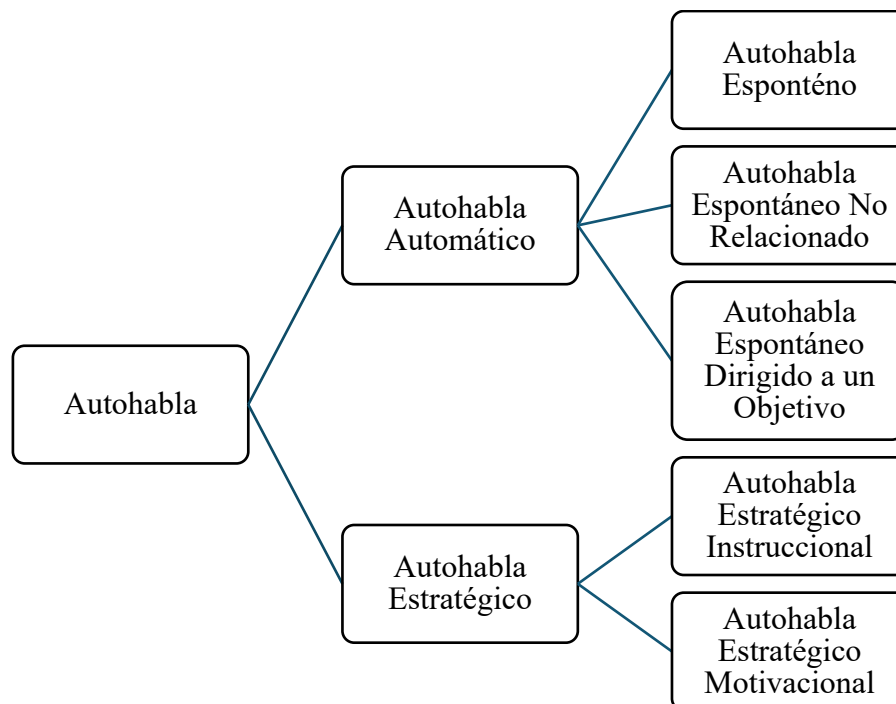 Autohabla
Autohabla
Automático
Autohabla
Esponténo
Autohabla
Espontáneo No
Relacionado
Autohabla
Espontáneo
Dirigido a un
Objetivo
Autohabla
Estratégico
Autohabla
Estratégico
Instruccional
Autohabla
Estratégico
Motivacional